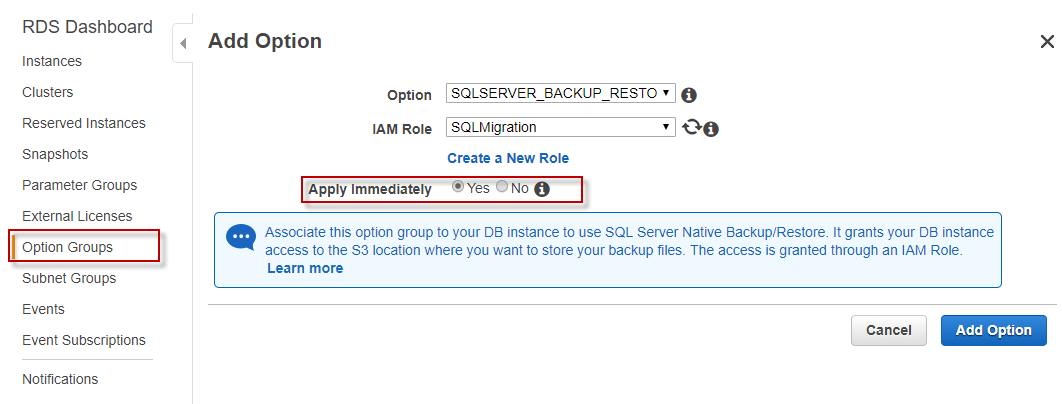 RDS Dashboard
Instances
Clusters
Reserved Instances
Snapshots
Parameter Groups
External Licenses
Option Groups
Subnet Groups
Events
Event Subscriptions
Notifications
Add Option
Option SQLSERVER_BACKUP_RESTO
IAM Role SQLMigration
Create a New Role
Apply Immediately Yes No
Associate this option group to your DB instance to use SQL Server Native Backup/Restore. It grants your DB instance
access to the S3 location where you want to store your backup files. The access is granted through an IAM Role.
Learn more
Cancel Add Option